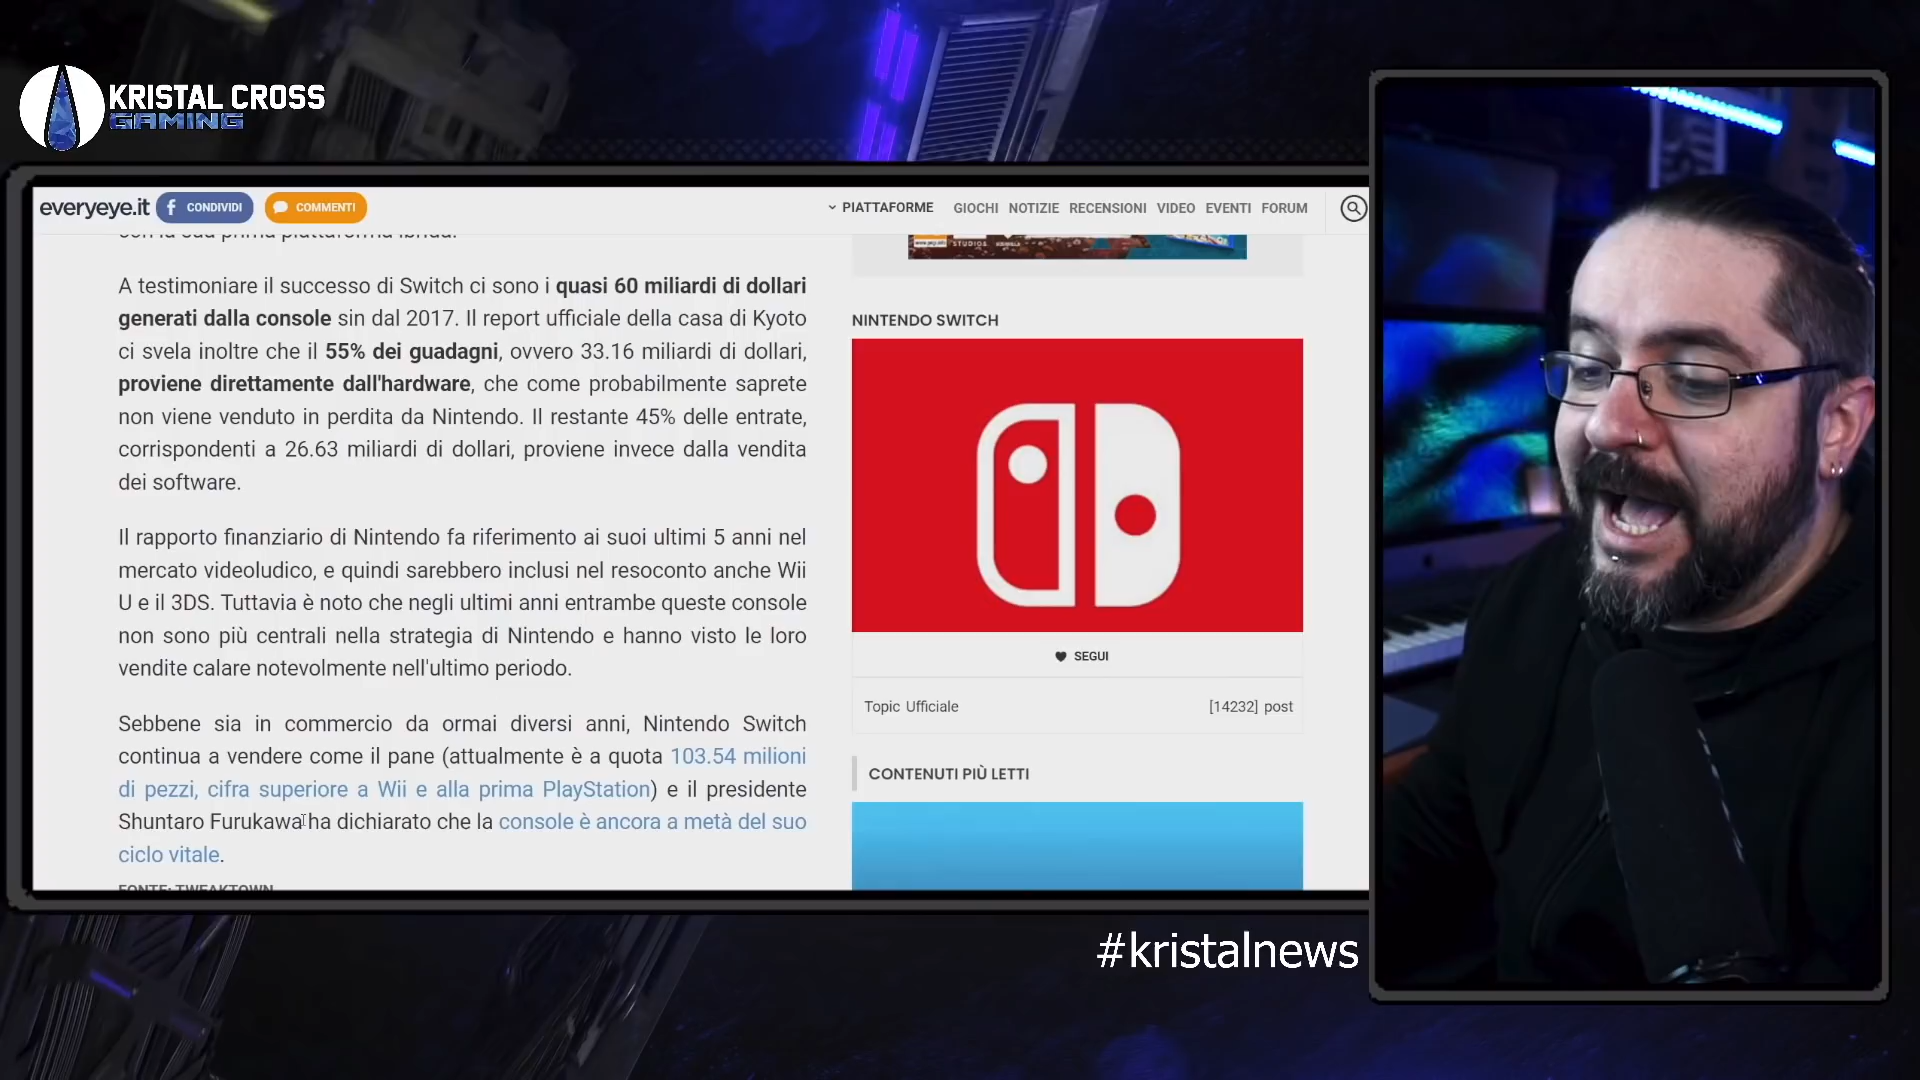 KRISTAL CROSS
GAMING
everyeye.it
CONDIVIDI
COMMENTI
PIATTAFORME
GIOCHI
NOTIZIE
RECENSIONI
VIDEO
EVENTI
FORUM
con la sua prima piattaforma ibrida.
A testimoniare il successo di Switch ci sono i quasi 60 miliardi di dollari
generati dalla console sin dal 2017. Il report ufficiale della casa di Kyoto
ci svela inoltre che il 55% dei guadagni, ovvero 33.16 miliardi di dollari,
proviene direttamente dall'hardware, che come probabilmente saprete
non viene venduto in perdita da Nintendo. Il restante 45% delle entrate,
corrispondenti a 26.63 miliardi di dollari, proviene invece dalla vendita
dei software.
Il rapporto finanziario di Nintendo fa riferimento ai suoi ultimi 5 anni nel
mercato videoludico, e quindi sarebbero inclusi nel resoconto anche Wii
U e il 3DS. Tuttavia è noto che negli ultimi anni entrambe queste console
non sono più centrali nella strategia di Nintendo e hanno visto le loro
vendite calare notevolmente nell'ultimo periodo.
Sebbene sia in commercio da ormai diversi anni, Nintendo Switch
continua a vendere come il pane (attualmente è a quota 103.54 milioni
di pezzi, cifra superiore a Wii e alla prima PlayStation) e il presidente
Shuntaro Furukawa ha dichiarato che la console è ancora a metà del suo
ciclo vitale.
FONTE: TWEAKTOWN
STUDIOS
NINTENDO SWITCH
SEGUI
Topic Ufficiale
[14232] post
CONTENUTI PIÙ LETTI
#kristalnews